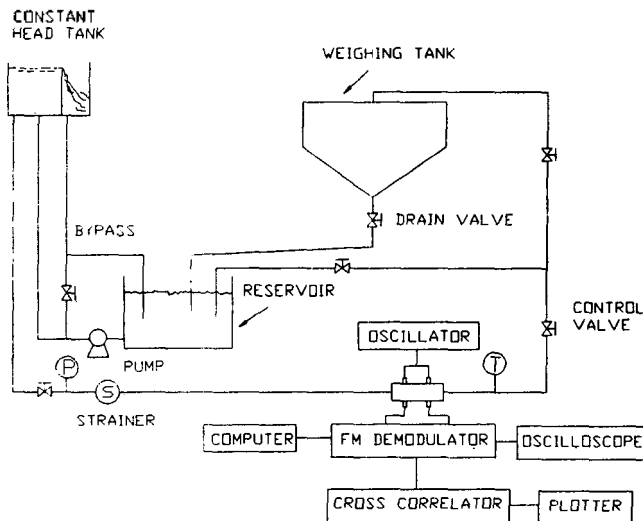 CONSTANT
HEAD TANK
WEIGHING TANK
BYPASS
DRAIN VALVE
RESERVOIR
CONTROL
VALVE
OSCILLATOR
PUMP
P
S
T
STRAINER
COMPUTER
FM DEMODULATOR
OSCILLOSCOPE
CROSS CORRELATOR
PLOTTER